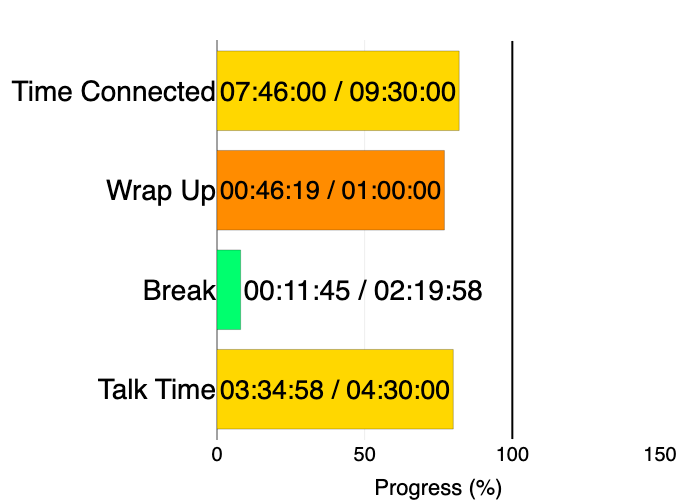 Time Connected 07:46:00 / 09:30:00
Wrap Up 00:46:19 / 01:00:00
Break 00:11:45 / 02:19:58
Talk Time 03:34:58 / 04:30:00
0 50 100 150
Progress (%)